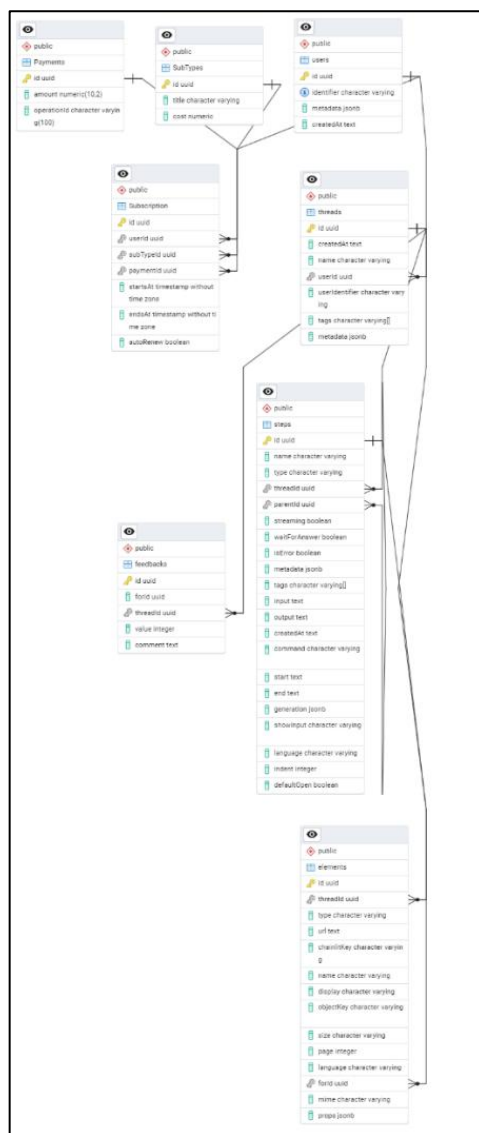 public
Payments
id uuid
amount numeric(10,2)
operationId character varyin
g(100)
public
SubTypes
id uuid
title character varying
cost numeric
public
users
id uuid
identifier character varying
metadata jsonb
createdAt text
public
Subscription
id uuid
userId uuid
subTypeId uuid
paymentId uuid
startsAt timestamp without
time zone
endsAt timestamp without ti
me zone
autoRenew boolean
public
threads
id uuid
createdAt text
name character varying
userId uuid
userIdentifier character vary
ing
tags character varying[]
metadata jsonb
public
steps
id uuid
name character varying
type character varying
threadId uuid
parentId uuid
streaming boolean
waitForAnswer boolean
isError boolean
metadata jsonb
tags character varying[]
input text
output text
createdAt text
command character varying
start text
end text
generation jsonb
showInput character varying
language character varying
indent integer
defaultOpen boolean
public
feedbacks
id uuid
forId uuid
threadId uuid
value integer
comment text
public
elements
id uuid
threadId uuid
type character varying
url text
chainlitKey character varyin
g
name character varying
display character varying
objectKey character varying
size character varying
page integer
language character varying
forId uuid
mime character varying
props jsonb